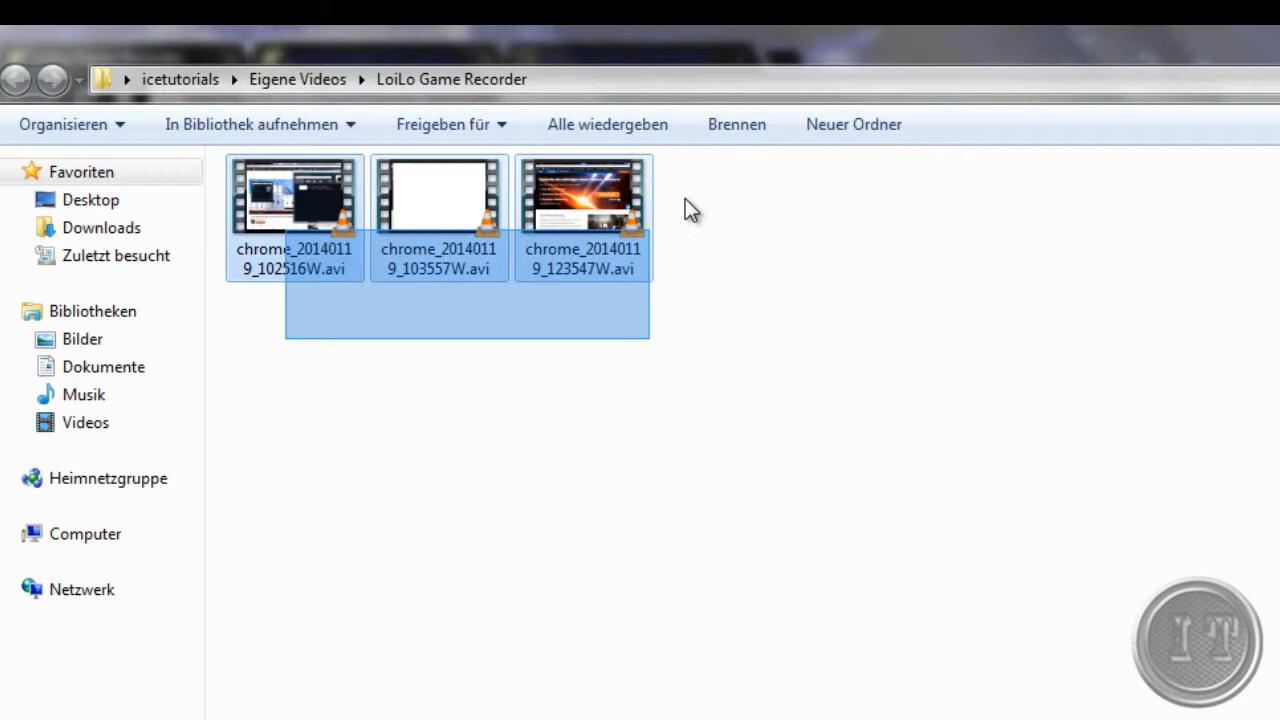 icetutorials Eigene Videos LoiLo Game Recorder
Organisieren In Bibliothek aufnehmen Freigeben für Alle wiedergeben Brennen Neuer Ordner
Favoriten
Desktop
Downloads
Zuletzt besucht
Bibliotheken
Bilder
Dokumente
Musik
Videos
Heimnetzgruppe
Computer
Netzwerk
chrome_2014011
9_102516W.avi
chrome_2014011
9_103557W.avi
chrome_2014011
9_123547W.avi
IT